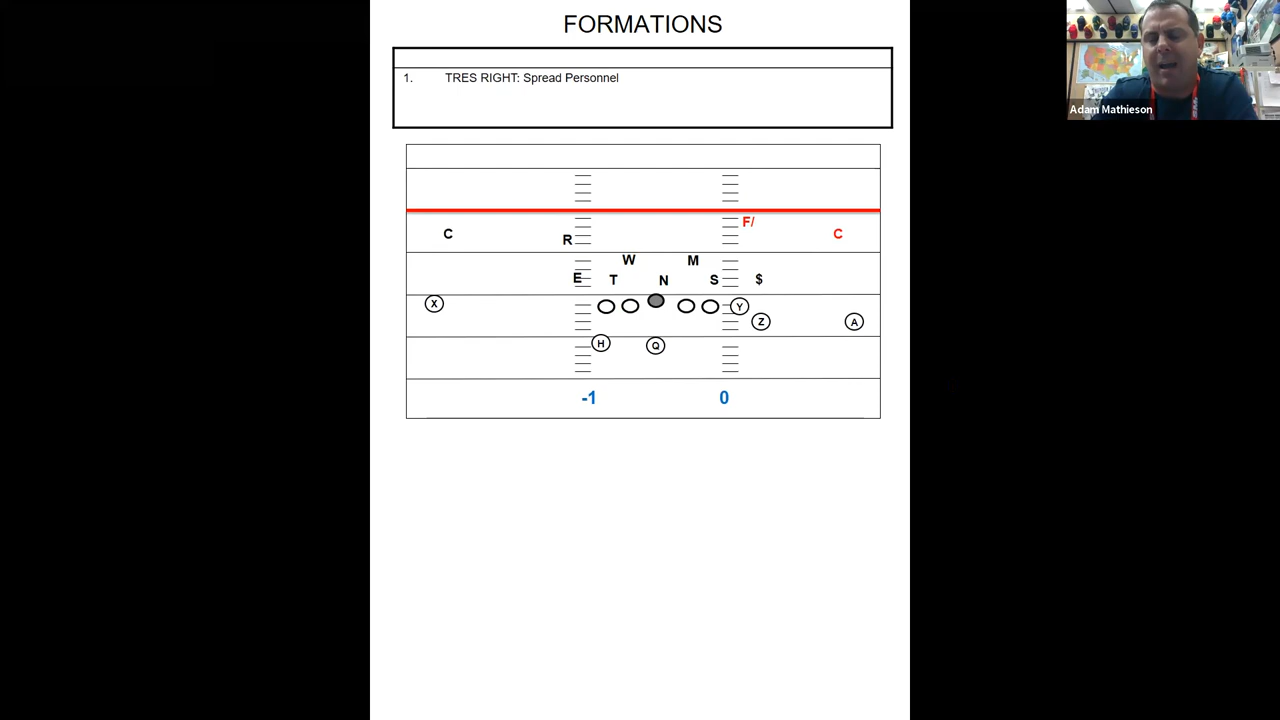 FORMATIONS
1. TRES RIGHT: Spread Personnel
Adam Mathieson
F/
C R C
W M
E T N S $
X Y
Z A
H Q
-1 0